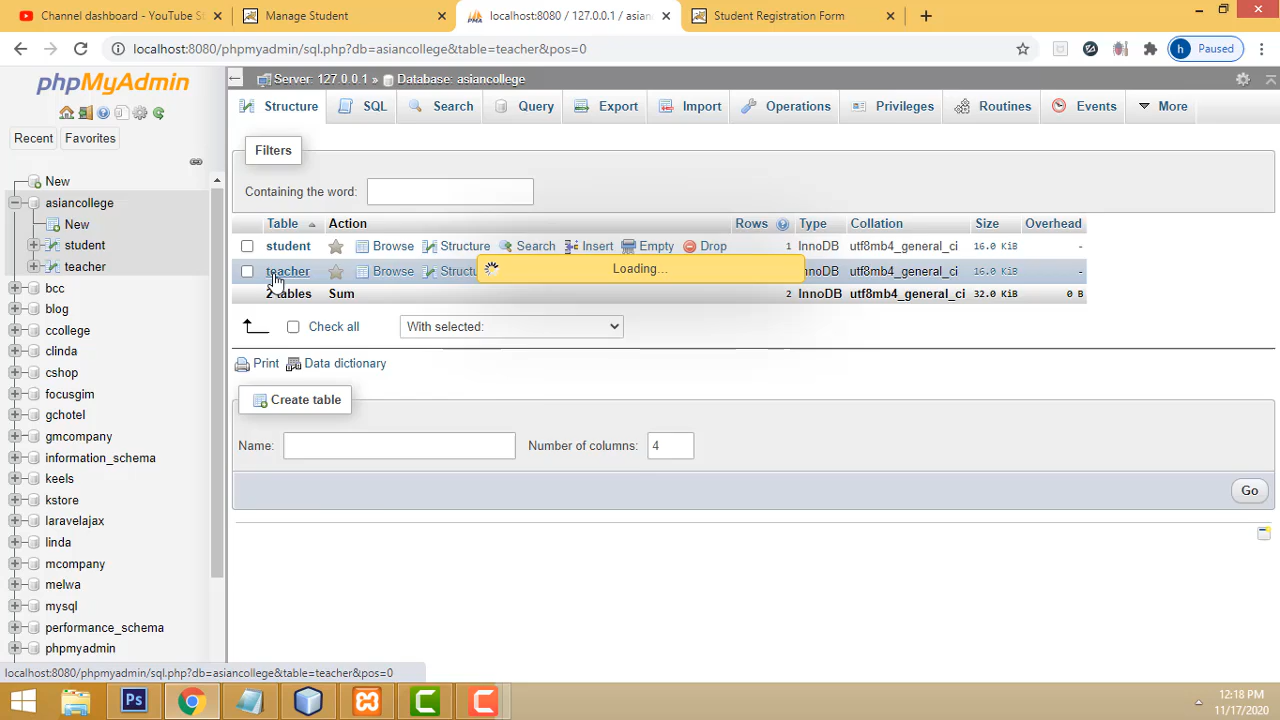 Channel dashboard - YouTube St
Manage Student
localhost:8080 / 127.0.0.1 / asian
Student Registration Form
localhost:8080/phpmyadmin/sql.php?db=asiancollege&table=teacher&pos=0
h Paused
phpMyAdmin
Recent Favorites
New
asiancollege
New
student
teacher
bcc
blog
ccollege
clinda
cshop
focusgim
gchotel
gmcompany
information_schema
keels
kstore
laravelajax
linda
mcompany
melwa
mysql
performance_schema
phpmyadmin
Server: 127.0.0.1 » Database: asiancollege
Structure SQL Search Query Export Import Operations Privileges Routines Events More
Filters
Containing the word:
Table Action Rows Type Collation Size Overhead
student Browse Structure Search Insert Empty Drop 1 InnoDB utf8mb4_general_ci 16.0 KiB -
teacher Browse Structu Loading... noDB utf8mb4_general_ci 16.0 KiB -
2 tables Sum 2 InnoDB utf8mb4_general_ci 32.0 KiB 0 B
Check all With selected:
Print Data dictionary
Create table
Name: Number of columns: 4
Go
localhost:8080/phpmyadmin/sql.php?db=asiancollege&table=teacher&pos=0
Ps
12:18 PM
11/17/2020